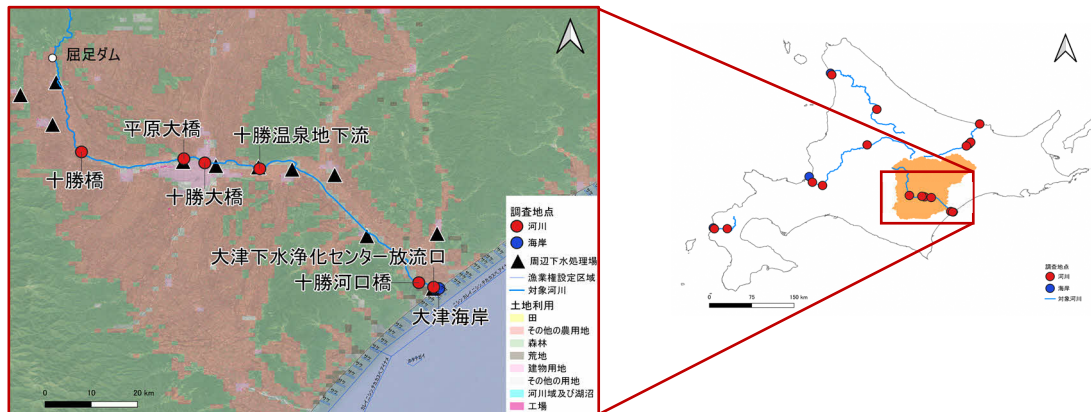 屈足ダム
平原大橋
十勝温泉地下流
十勝橋
十勝大橋
大津下水浄化センター放流口
十勝河口橋
大津海岸
調査地点
河川
海岸
周辺下水処理場
漁業権設定区域
対象河川
土地利用
田
その他の農用地
森林
荒地
建物用地
その他の用地
河川域及び湖沼
工場
0 10 20 km
調査地点
河川
海岸
対象河川
0 75 150 km